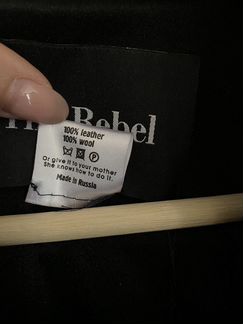 Rebel
100% leather
100% wool
Or give it to your mother
She knows how to do it.
Made in Russia